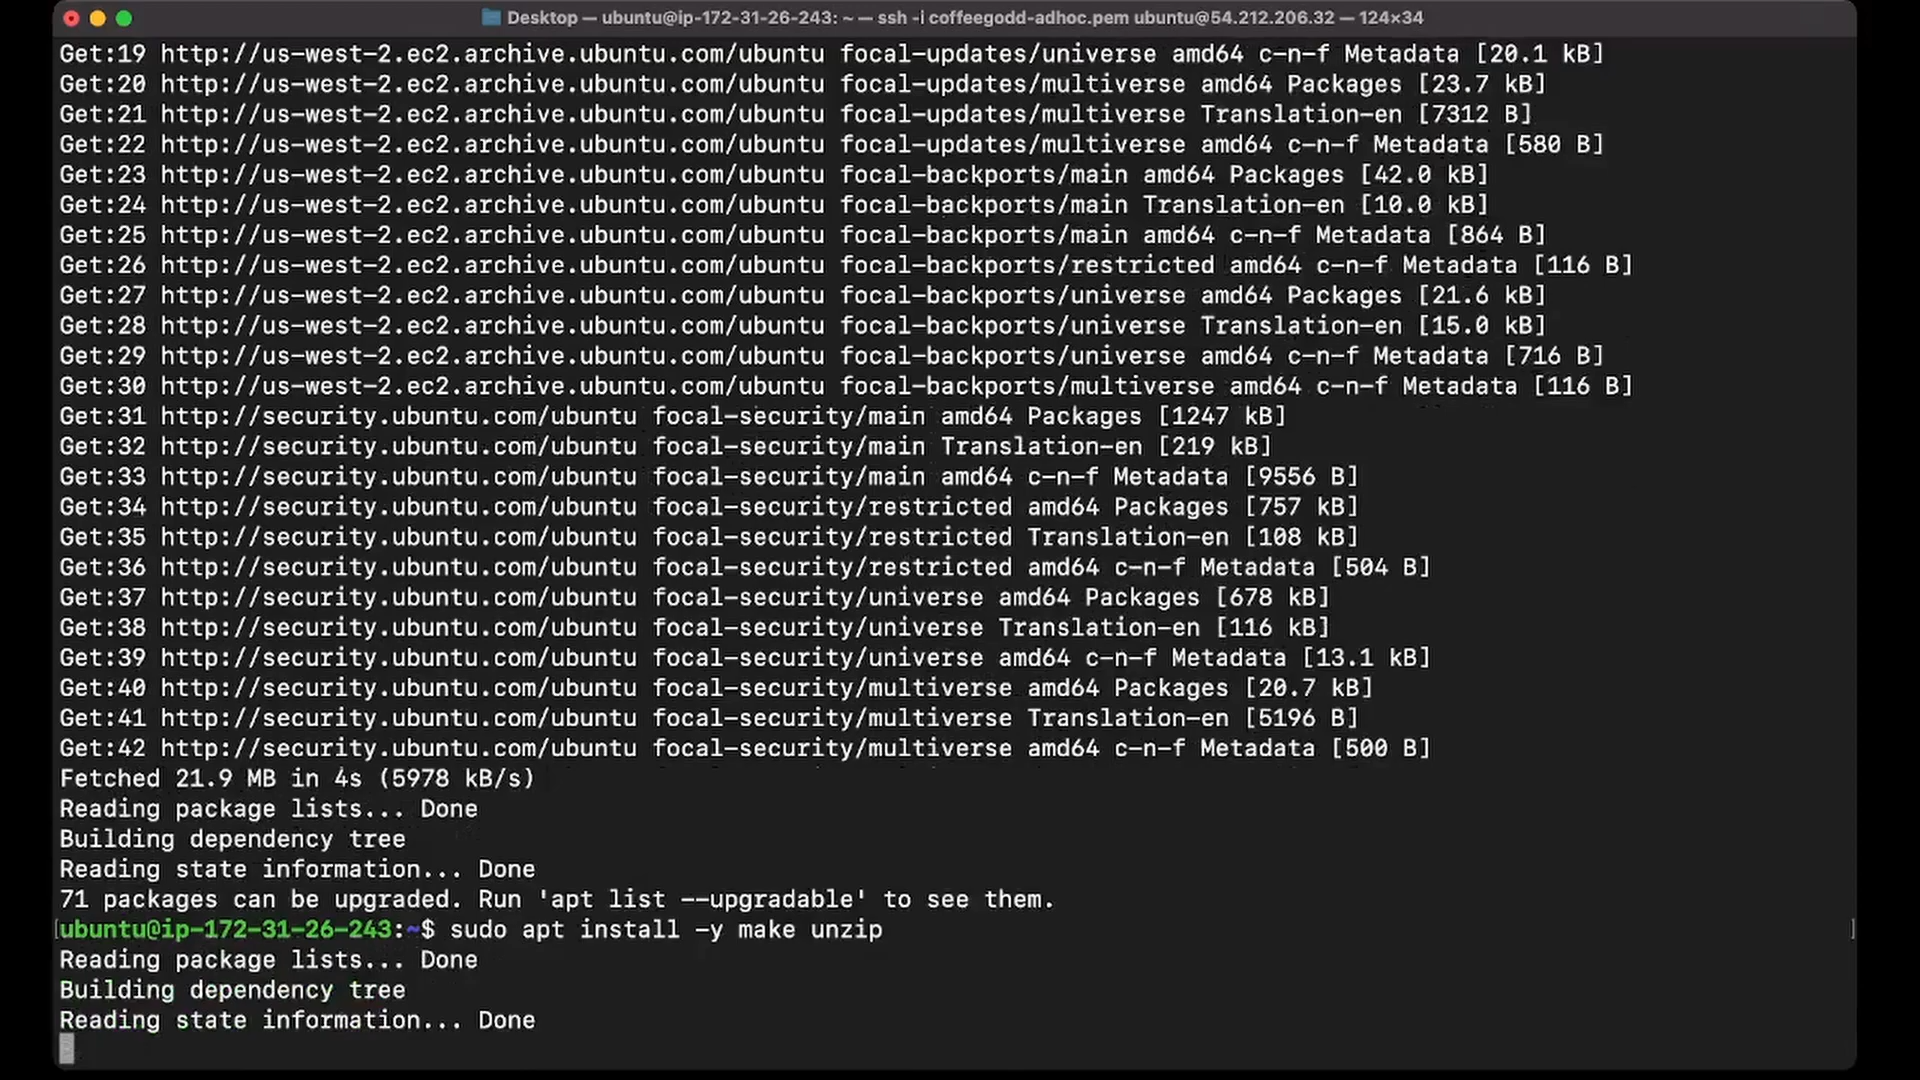 Desktop — ubuntu@ip-172-31-26-243: ~ — ssh -i coffeegodd-adhoc.pem ubuntu@54.212.206.32 — 124×34
Get:19 http://us-west-2.ec2.archive.ubuntu.com/ubuntu focal-updates/universe amd64 c-n-f Metadata [20.1 kB]
Get:20 http://us-west-2.ec2.archive.ubuntu.com/ubuntu focal-updates/multiverse amd64 Packages [23.7 kB]
Get:21 http://us-west-2.ec2.archive.ubuntu.com/ubuntu focal-updates/multiverse Translation-en [7312 B]
Get:22 http://us-west-2.ec2.archive.ubuntu.com/ubuntu focal-updates/multiverse amd64 c-n-f Metadata [580 B]
Get:23 http://us-west-2.ec2.archive.ubuntu.com/ubuntu focal-backports/main amd64 Packages [42.0 kB]
Get:24 http://us-west-2.ec2.archive.ubuntu.com/ubuntu focal-backports/main Translation-en [10.0 kB]
Get:25 http://us-west-2.ec2.archive.ubuntu.com/ubuntu focal-backports/main amd64 c-n-f Metadata [864 B]
Get:26 http://us-west-2.ec2.archive.ubuntu.com/ubuntu focal-backports/restricted amd64 c-n-f Metadata [116 B]
Get:27 http://us-west-2.ec2.archive.ubuntu.com/ubuntu focal-backports/universe amd64 Packages [21.6 kB]
Get:28 http://us-west-2.ec2.archive.ubuntu.com/ubuntu focal-backports/universe Translation-en [15.0 kB]
Get:29 http://us-west-2.ec2.archive.ubuntu.com/ubuntu focal-backports/universe amd64 c-n-f Metadata [716 B]
Get:30 http://us-west-2.ec2.archive.ubuntu.com/ubuntu focal-backports/multiverse amd64 c-n-f Metadata [116 B]
Get:31 http://security.ubuntu.com/ubuntu focal-security/main amd64 Packages [1247 kB]
Get:32 http://security.ubuntu.com/ubuntu focal-security/main Translation-en [219 kB]
Get:33 http://security.ubuntu.com/ubuntu focal-security/main amd64 c-n-f Metadata [9556 B]
Get:34 http://security.ubuntu.com/ubuntu focal-security/restricted amd64 Packages [757 kB]
Get:35 http://security.ubuntu.com/ubuntu focal-security/restricted Translation-en [108 kB]
Get:36 http://security.ubuntu.com/ubuntu focal-security/restricted amd64 c-n-f Metadata [504 B]
Get:37 http://security.ubuntu.com/ubuntu focal-security/universe amd64 Packages [678 kB]
Get:38 http://security.ubuntu.com/ubuntu focal-security/universe Translation-en [116 kB]
Get:39 http://security.ubuntu.com/ubuntu focal-security/universe amd64 c-n-f Metadata [13.1 kB]
Get:40 http://security.ubuntu.com/ubuntu focal-security/multiverse amd64 Packages [20.7 kB]
Get:41 http://security.ubuntu.com/ubuntu focal-security/multiverse Translation-en [5196 B]
Get:42 http://security.ubuntu.com/ubuntu focal-security/multiverse amd64 c-n-f Metadata [500 B]
Fetched 21.9 MB in 4s (5978 kB/s)
Reading package lists... Done
Building dependency tree
Reading state information... Done
71 packages can be upgraded. Run 'apt list --upgradable' to see them.
[ubuntu@ip-172-31-26-243:~$ sudo apt install -y make unzip ]
Reading package lists... Done
Building dependency tree
Reading state information... Done